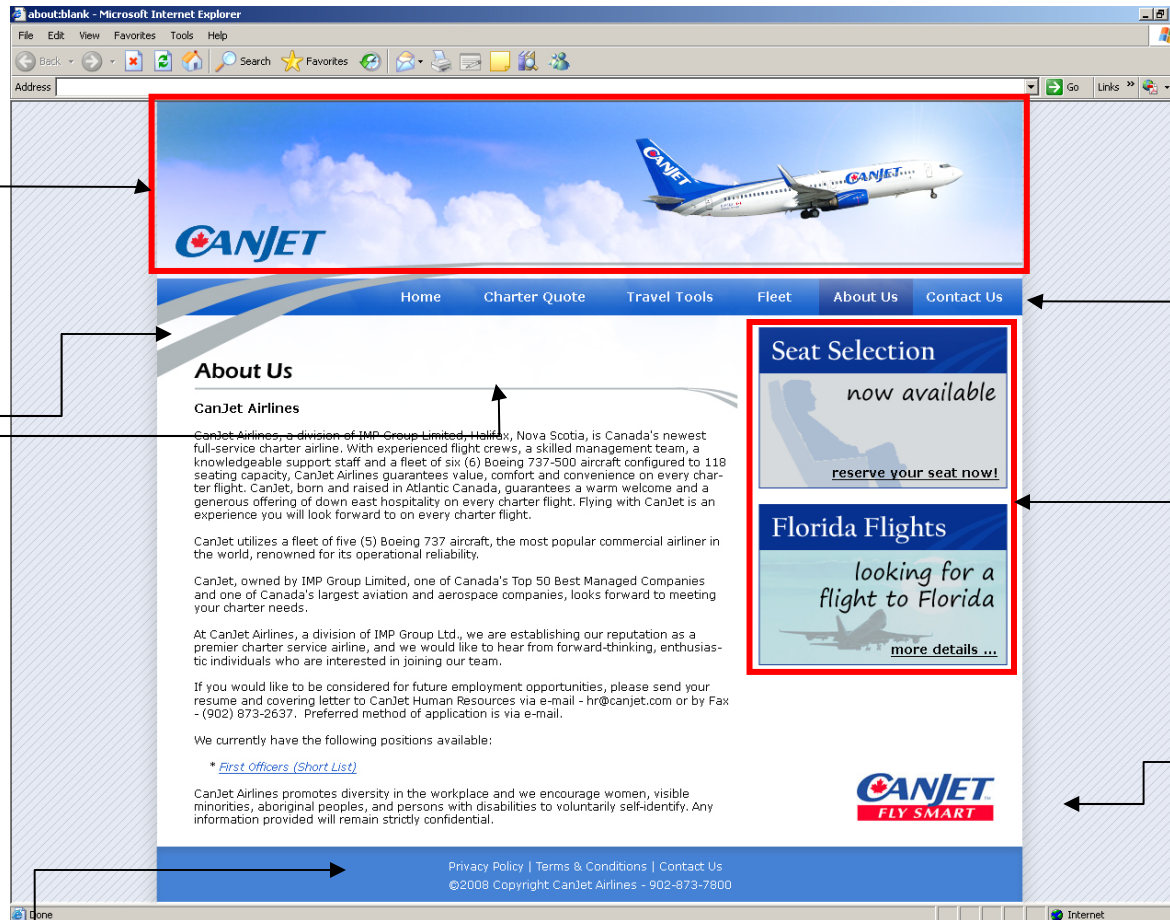 about:blank - Microsoft Internet Explorer
File Edit View Favorites Tools Help
Back Search Favorites
Address Go Links »
CANJET
CANJET
CANJET
Home Charter Quote Travel Tools Fleet About Us Contact Us
About Us
CanJet Airlines
CanJet Airlines, a division of IMP Group Limited, Halifax, Nova Scotia, is Canada's newest
full-service charter airline. With experienced flight crews, a skilled management team, a
knowledgeable support staff and a fleet of six (6) Boeing 737-500 aircraft configured to 118
seating capacity, CanJet Airlines guarantees value, comfort and convenience on every char-
ter flight. CanJet, born and raised in Atlantic Canada, guarantees a warm welcome and a
generous offering of down east hospitality on every charter flight. Flying with CanJet is an
experience you will look forward to on every charter flight.
CanJet utilizes a fleet of five (5) Boeing 737 aircraft, the most popular commercial airliner in
the world, renowned for its operational reliability.
CanJet, owned by IMP Group Limited, one of Canada's Top 50 Best Managed Companies
and one of Canada's largest aviation and aerospace companies, looks forward to meeting
your charter needs.
At CanJet Airlines, a division of IMP Group Ltd., we are establishing our reputation as a
premier charter service airline, and we would like to hear from forward-thinking, enthusias-
tic individuals who are interested in joining our team.
If you would like to be considered for future employment opportunities, please send your
resume and covering letter to CanJet Human Resources via e-mail - hr@canjet.com or by Fax
- (902) 873-2637. Preferred method of application is via e-mail.
We currently have the following positions available:
* First Officers (Short List)
CanJet Airlines promotes diversity in the workplace and we encourage women, visible
minorities, aboriginal peoples, and persons with disabilities to voluntarily self-identify. Any
information provided will remain strictly confidential.
Seat Selection
now available
reserve your seat now!
Florida Flights
looking for a
flight to Florida
more details ...
CANJET
FLY SMART
Privacy Policy | Terms & Conditions | Contact Us
©2008 Copyright CanJet Airlines - 902-873-7800
Done Internet